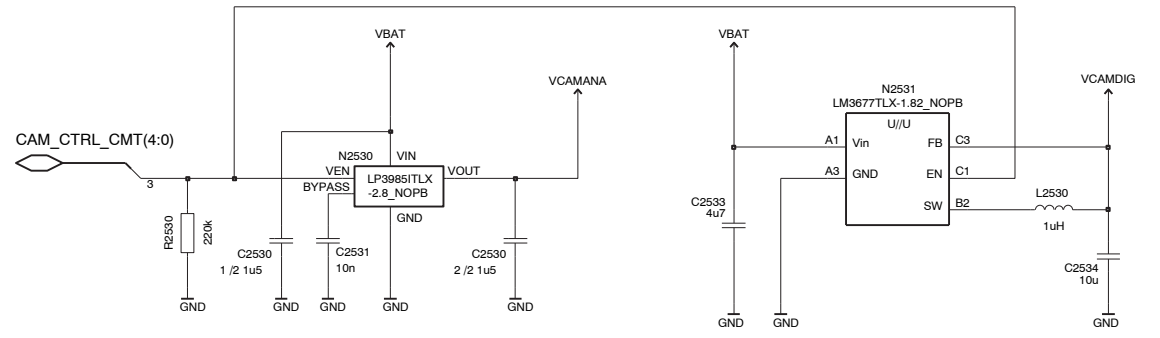 VBAT
VCAMANA
CAM_CTRL_CMT(4:0)
3
R2530
220k
C2530
1 /2 1u5
N2530
VIN
VEN
BYPASS
LP3985ITLX
-2.8_NOPB
VOUT
GND
C2531
10n
C2530
2 /2 1u5
GND
GND
GND
GND
GND
VBAT
N2531
LM3677TLX-1.82_NOPB
U//U
A1
Vin
FB
C3
A3
GND
EN
C1
SW
B2
VCAMDIG
L2530
1uH
C2533
4u7
C2534
10u
GND
GND
GND